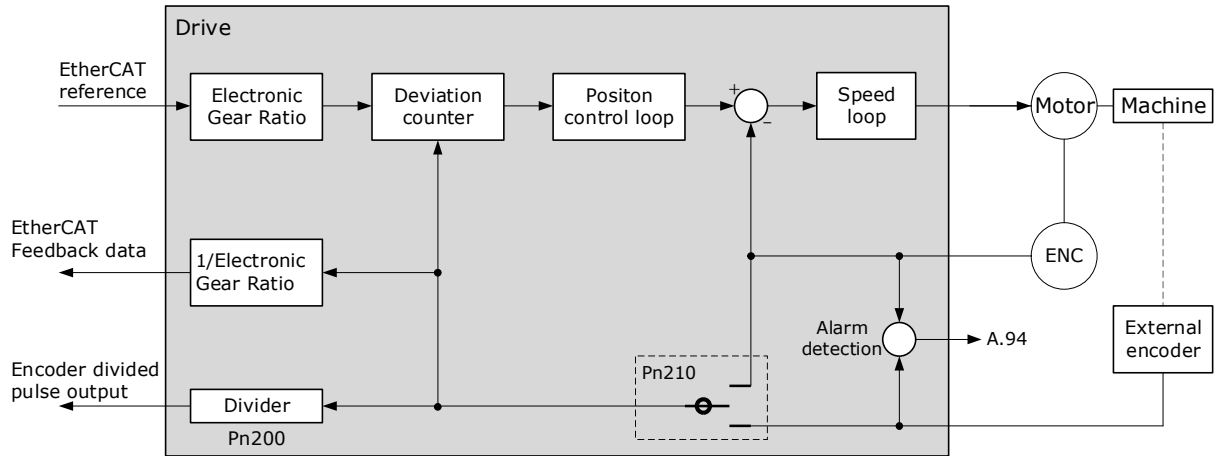 Drive
EtherCAT
reference
Electronic
Gear Ratio
Deviation
counter
Positon
control loop
+
-
Speed
loop
Motor
Machine
EtherCAT
Feedback data
1/Electronic
Gear Ratio
ENC
Alarm
detection
A.94
External
encoder
Encoder divided
pulse output
Divider
Pn200
Pn210